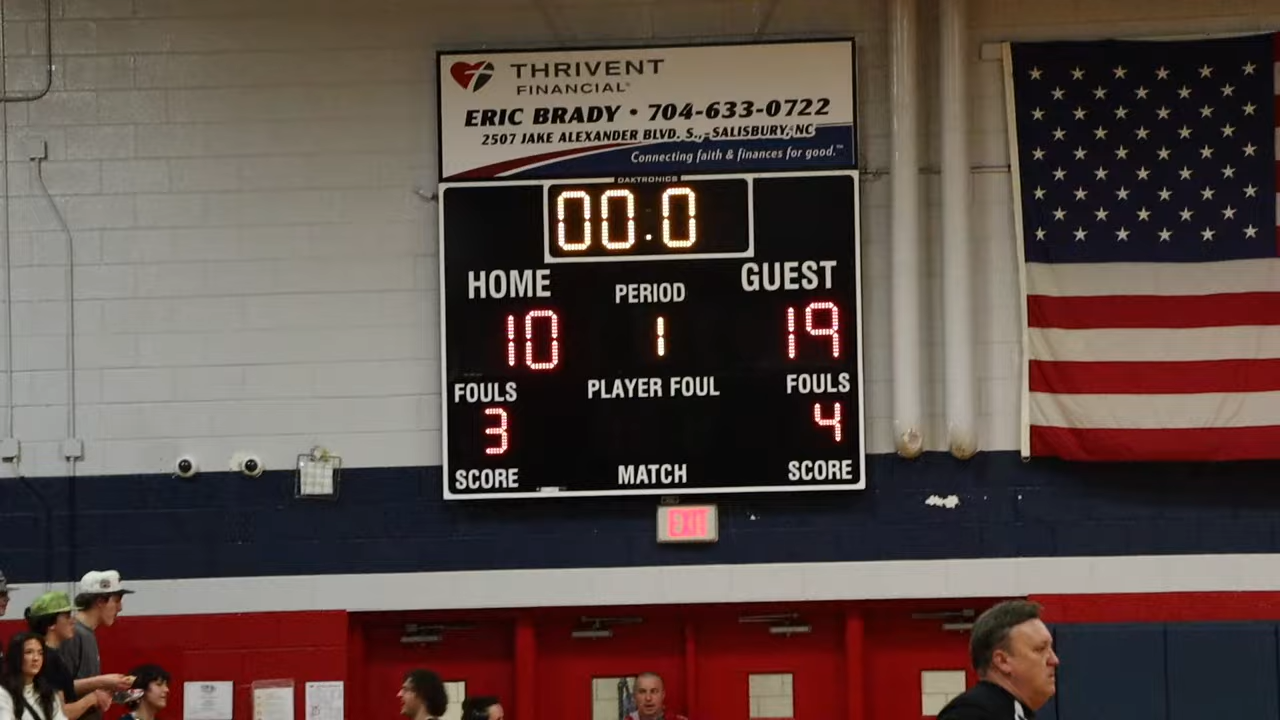 THRIVENT
FINANCIAL®
ERIC BRADY • 704-633-0722
2507 JAKE ALEXANDER BLVD. S., - SALISBURY, NC
Connecting faith & finances for good.™
DAKTRONICS
00.0
HOME
GUEST
PERIOD
10
1
19
FOULS
PLAYER FOUL
FOULS
3
4
SCORE
MATCH
SCORE